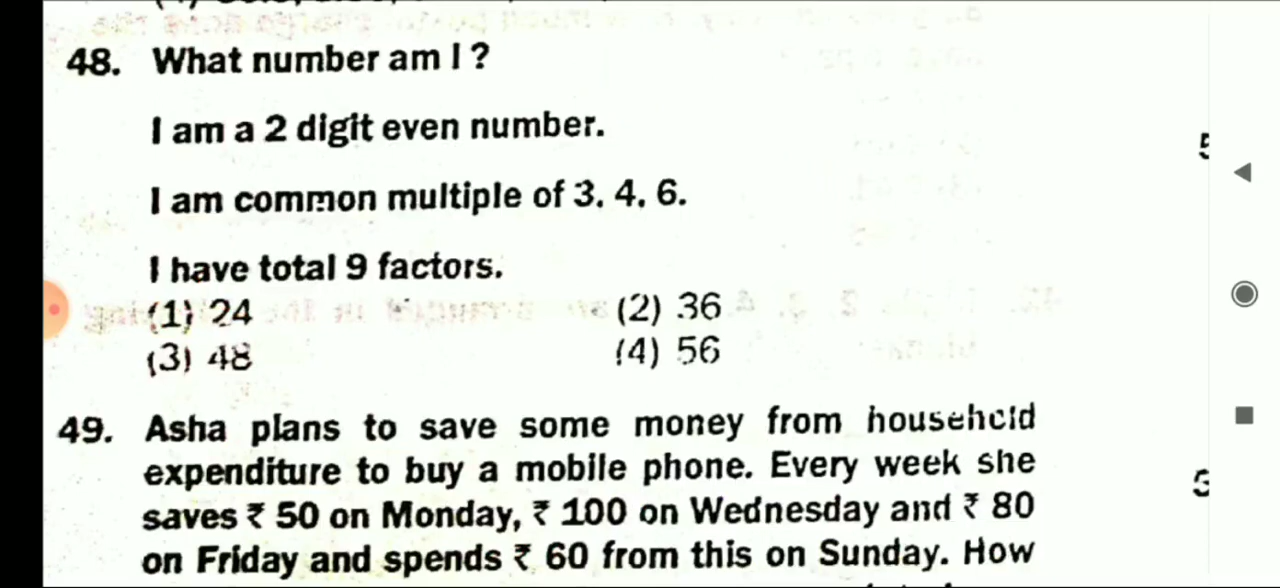 48. What number am I ?
I am a 2 digit even number.
I am common multiple of 3, 4, 6.
I have total 9 factors.
(1) 24 (2) 36
(3) 48 (4) 56
49. Asha plans to save some money from household
expenditure to buy a mobile phone. Every week she
saves ₹ 50 on Monday, ₹ 100 on Wednesday and ₹ 80
on Friday and spends ₹ 60 from this on Sunday. How